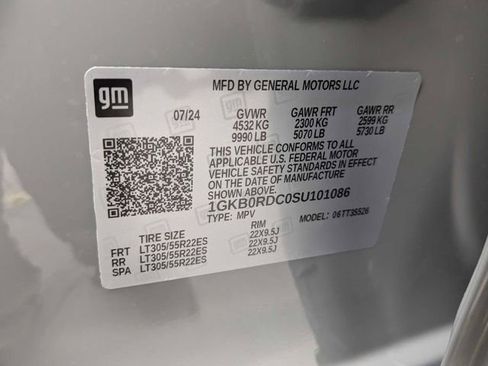 gm
MFD BY GENERAL MOTORS LLC
07/24 GVWR GAWR FRT GAWR RR
4532 KG 2300 KG 2599 KG
9990 LB 5070 LB 5730 LB
THIS VEHICLE CONFORMS TO ALL
APPLICABLE U.S. FEDERAL MOTOR
VEHICLE SAFETY STANDARDS IN EFFECT
ON THE DATE OF MANUFACTURE SHOWN ABOVE.
1GKB0RDC0SU101086
TYPE: MPV MODEL: 06TT35526
TIRE SIZE RIM
FRT LT305/55R22ES 22X9.5J
RR LT305/55R22ES 22X9.5J
SPA LT305/55R22ES 22X9.5J